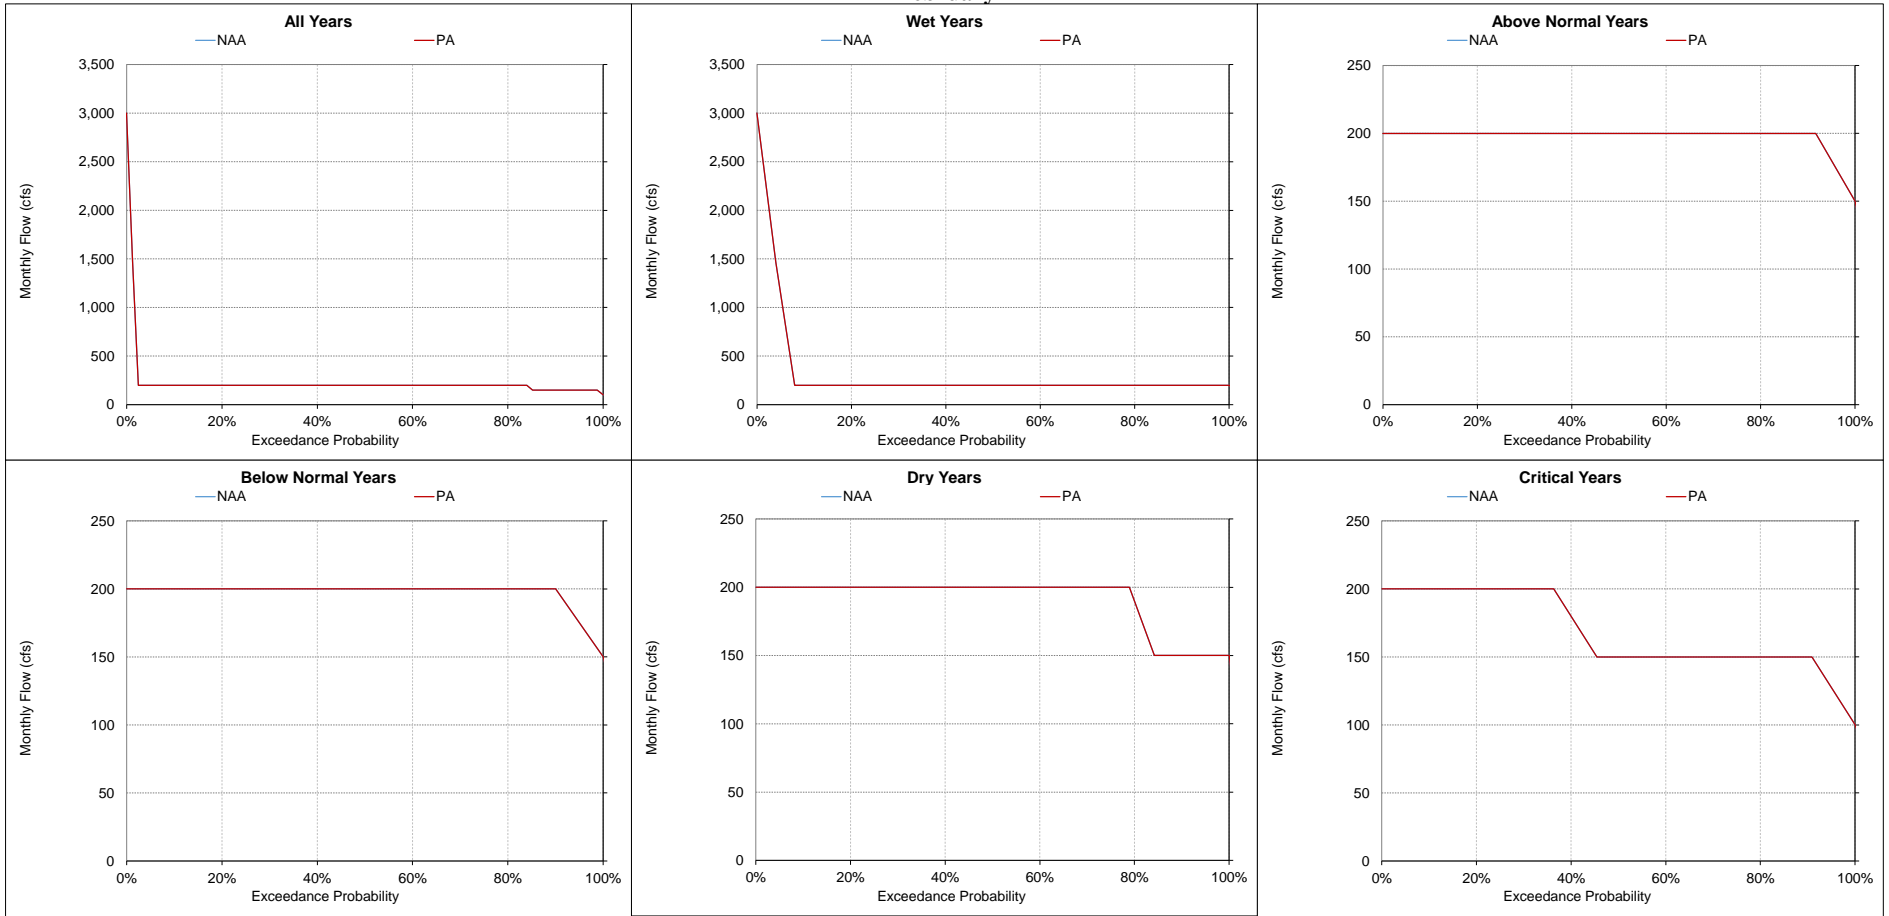 All Years
NAA PA
3,500
3,000
2,500
2,000
1,500
1,000
500
0
Monthly Flow (cfs)
0% 20% 40% 60% 80% 100%
Exceedance Probability
Wet Years
NAA PA
3,500
3,000
2,500
2,000
1,500
1,000
500
0
Monthly Flow (cfs)
0% 20% 40% 60% 80% 100%
Exceedance Probability
Above Normal Years
NAA PA
250
200
150
100
50
0
Monthly Flow (cfs)
0% 20% 40% 60% 80% 100%
Exceedance Probability
Below Normal Years
NAA PA
250
200
150
100
50
0
Monthly Flow (cfs)
0% 20% 40% 60% 80% 100%
Exceedance Probability
Dry Years
NAA PA
250
200
150
100
50
0
Monthly Flow (cfs)
0% 20% 40% 60% 80% 100%
Exceedance Probability
Critical Years
NAA PA
250
200
150
100
50
0
Monthly Flow (cfs)
0% 20% 40% 60% 80% 100%
Exceedance Probability